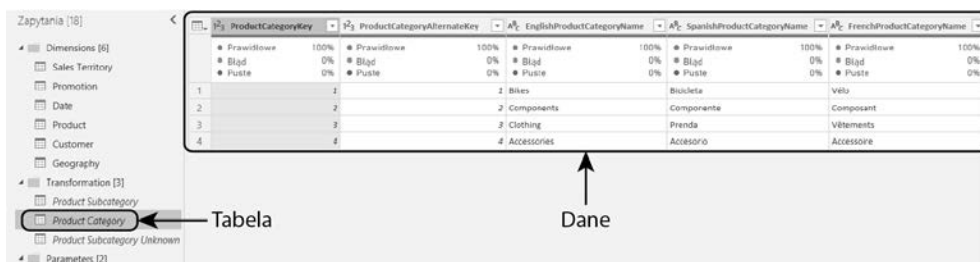 Zapytania [18]
Dimensions [6]
Sales Territory
Promotion
Date
Product
Customer
Geography
Transformation [3]
Product Subcategory
Product Category
Product Subcategory Unknown
Parameters [2]
ProductCategoryKey ProductCategoryAlternateKey EnglishProductCategoryName SpanishProductCategoryName FrenchProductCategoryName
Prawidłowe 100% Prawidłowe 100% Prawidłowe 100% Prawidłowe 100% Prawidłowe 100%
Błąd 0% Błąd 0% Błąd 0% Błąd 0% Błąd 0%
Puste 0% Puste 0% Puste 0% Puste 0% Puste 0%
1 1 1 Bikes Bicicleta Vélo
2 2 2 Components Componente Composant
3 3 3 Clothing Prenda Vêtements
4 4 4 Accessories Accesorio Accessoire
Tabela
Dane